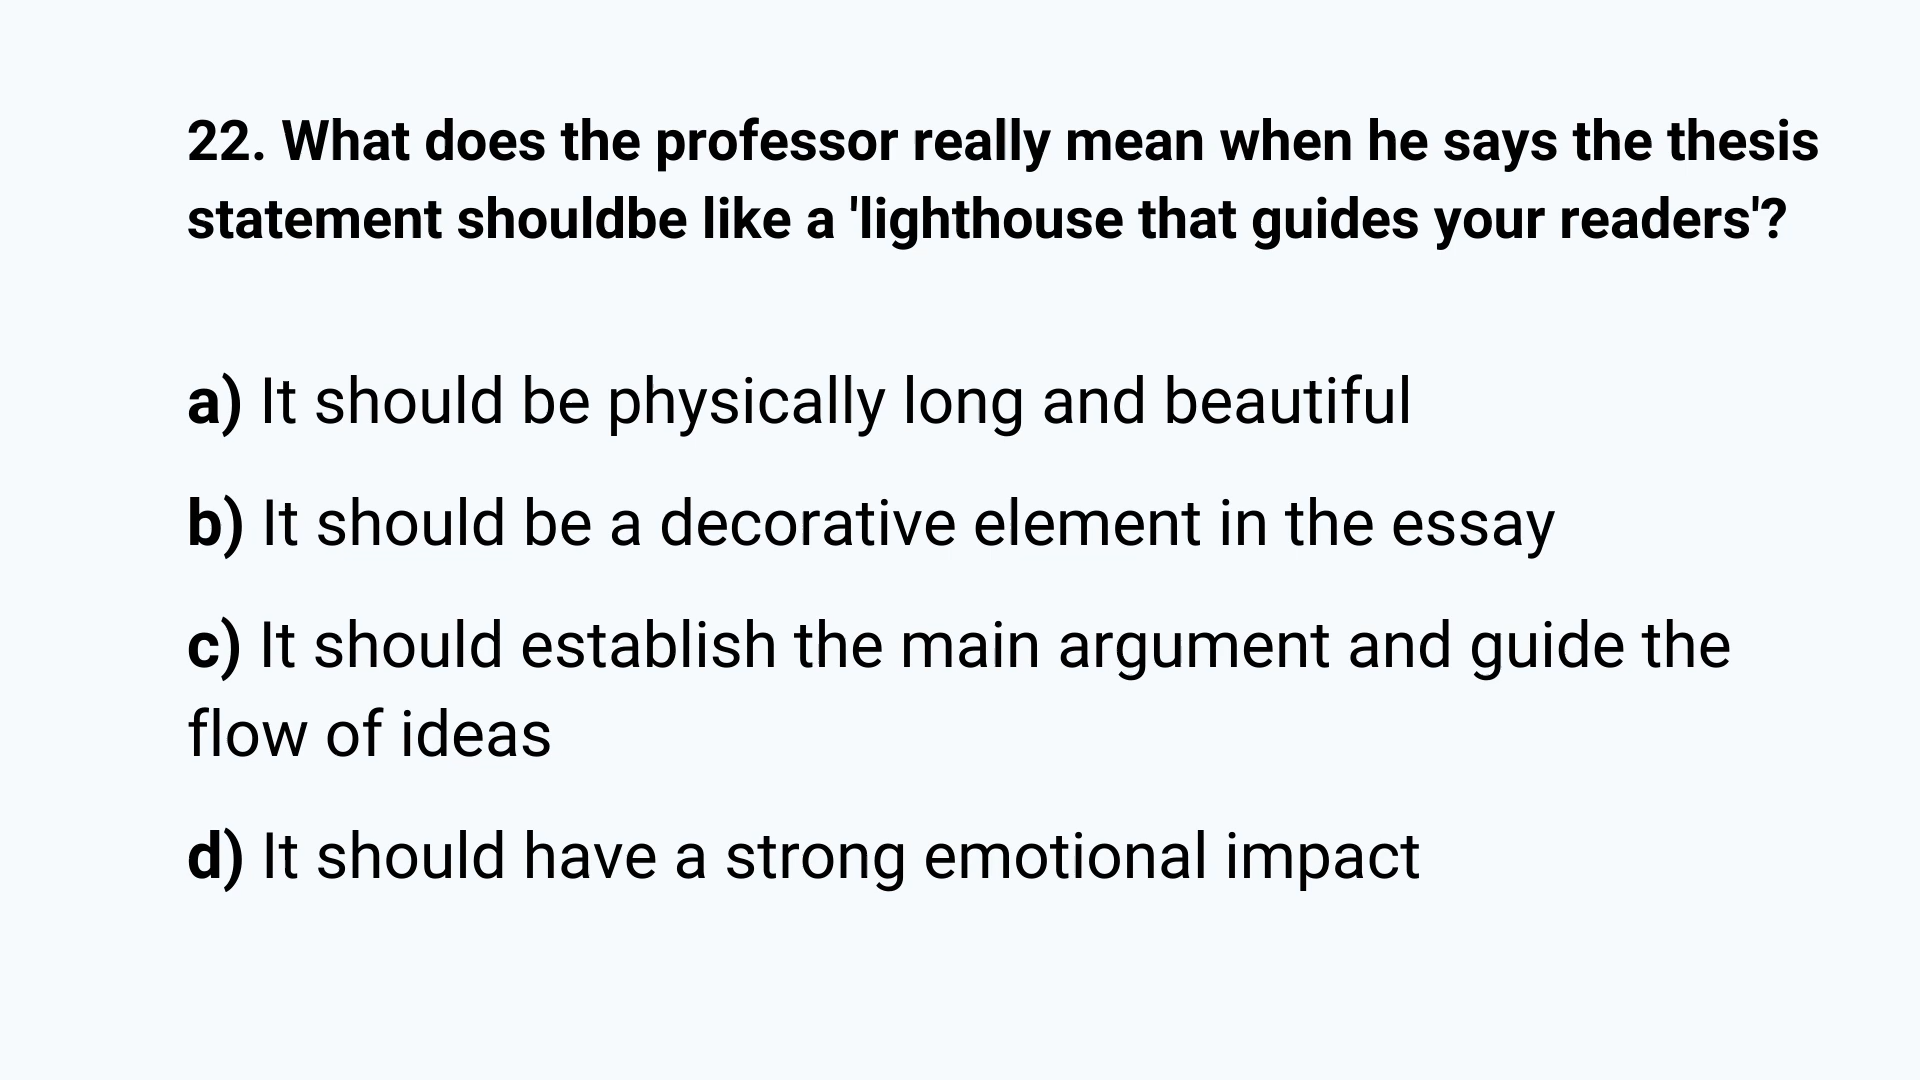 22. What does the professor really mean when he says the thesis
statement shouldbe like a 'lighthouse that guides your readers'?
a) It should be physically long and beautiful
b) It should be a decorative element in the essay
c) It should establish the main argument and guide the
flow of ideas
d) It should have a strong emotional impact